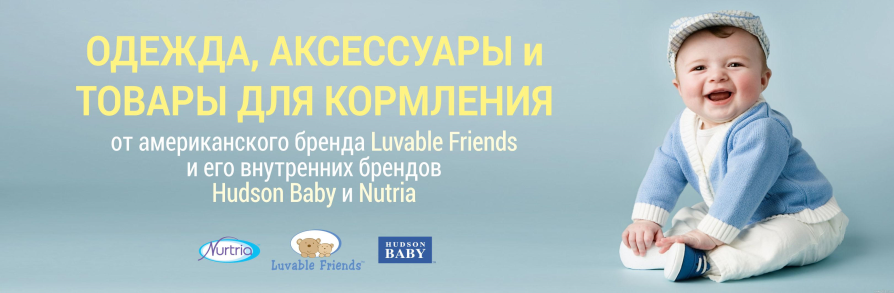 ОДЕЖДА, АКСЕССУАРЫ и
ТОВАРЫ ДЛЯ КОРМЛЕНИЯ
от американского бренда Luvable Friends
и его внутренних брендов
Hudson Baby и Nutria
Nurtria
Luvable Friends™
HUDSON
BABY